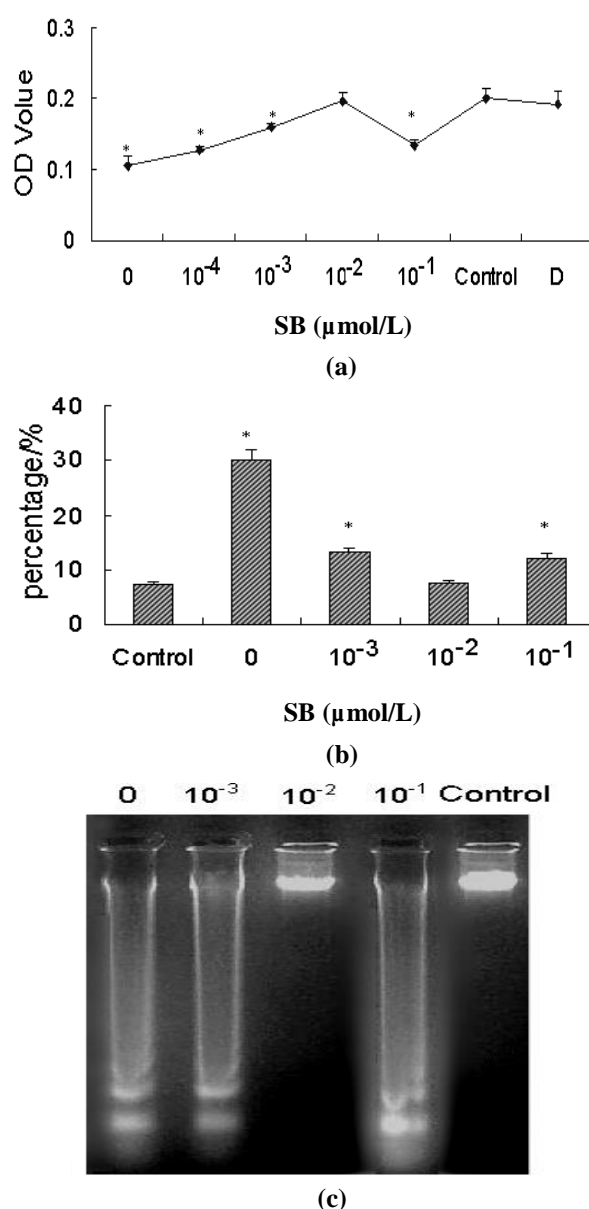 0.3
0.2
0.1
0
OD Volue
* * * *
0 10⁻⁴ 10⁻³ 10⁻² 10⁻¹ Control D
SB (µmol/L)
(a)
40
30
20
10
0
percentage/%
* * *
Control 0 10⁻³ 10⁻² 10⁻¹
SB (µmol/L)
(b)
0 10⁻³ 10⁻² 10⁻¹ Control
(c)